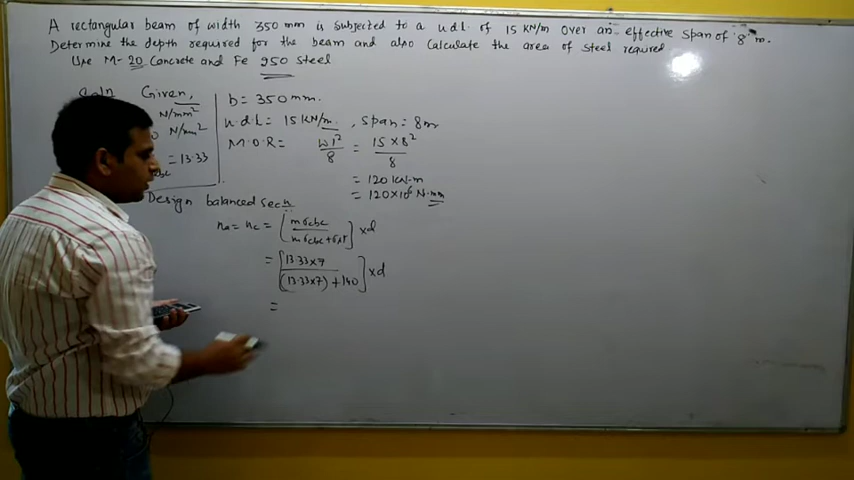 A rectangular beam of width 350 mm is subjected to a u.d.l. of 15 KN/m over an effective span of 8 m.
Determine the depth required for the beam and also Calculate the area of steel required
Use M-20 Concrete and Fe 250 steel
Soln Given,
N/mm²
N/mm²
= 13.33
b = 350 mm.
u.d.l = 15 KN/m, span = 8m
M.O.R = wl²/8 = 15×8²/8
= 120 KN-m
= 120×10⁶ N-mm
Design balanced secn
na = nc = [mσcbc / mσcbc+σst] × d
= [13.33×7 / (13.33×7) + 140] × d
=